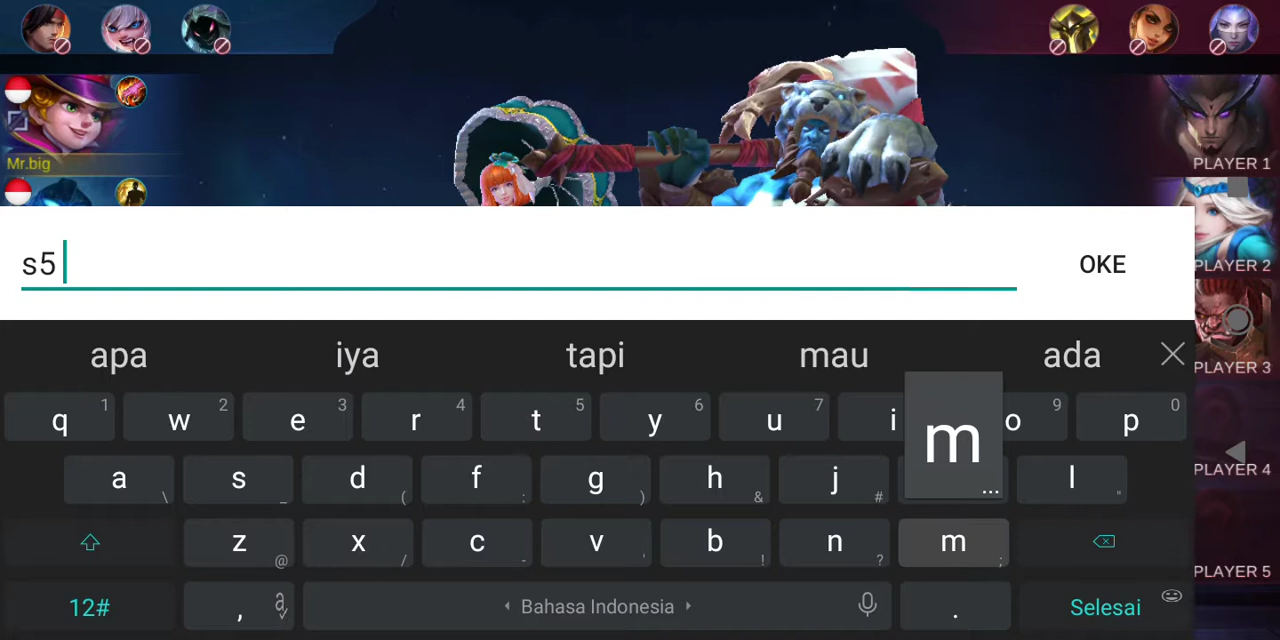 Mr.big
PLAYER 1
s5
OKE
PLAYER 2
apa iya tapi mau ada
PLAYER 3
q 1 w 2 e 3 r 4 t 5 y 6 u 7 i o 9 p 0
m ...
a \ s _ d ( f : g ) h & j # l "
PLAYER 4
z @ x / c - v ' b ! n ? m ;
PLAYER 5
12# , á Bahasa Indonesia . Selesai